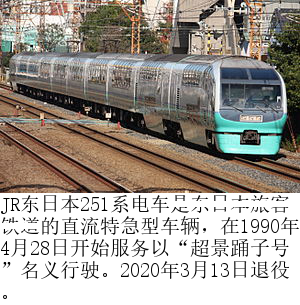 JR东日本251系电车是东日本旅客
铁道的直流特急型车辆，在1990年
4月28日开始服务以“超景踊子号
”名义行驶。2020年3月13日退役
。